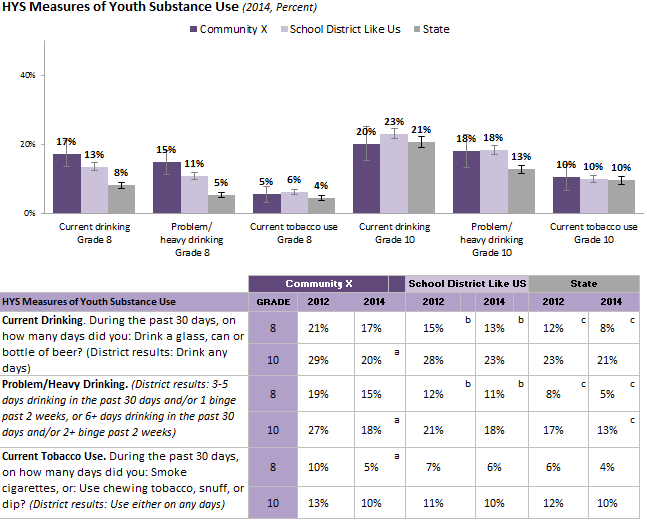 HYS Measures of Youth Substance Use (2014, Percent)
Community X School District Like Us State
40%
20%
0%
17% 13% 8% 15% 11% 5% 5% 6% 4% 20% 23% 21% 18% 18% 13% 10% 10% 10%
Current drinking Problem/ Current tobacco use Current drinking Problem/ Current tobacco use
Grade 8 heavy drinking Grade 8 Grade 10 heavy drinking Grade 10
Grade 8 Grade 10
Community X School District Like US State
HYS Measures of Youth Substance Use GRADE 2012 2014 2012 2014 2012 2014
Current Drinking. During the past 30 days, on
how many days did you: Drink a glass, can or
bottle of beer? (District results: Drink any
days)
8 21% 17% 15% b 13% b 12% c 8% c
10 29% 20% a 28% 23% 23% 21%
Problem/Heavy Drinking. (District results: 3-5
days drinking in the past 30 days and/or 1 binge
past 2 weeks, or 6+ days drinking in the past 30
days and/or 2+ binge past 2 weeks)
8 19% 15% 12% b 11% b 8% c 5% c
10 27% 18% a 21% 18% 17% 13% c
Current Tobacco Use. During the past 30 days,
on how many days did you: Smoke
cigarettes, or: Use chewing tobacco, snuff, or
dip? (District results: Use either on any days)
8 10% 5% a 7% 6% 6% 4%
10 13% 10% 11% 10% 12% 10%